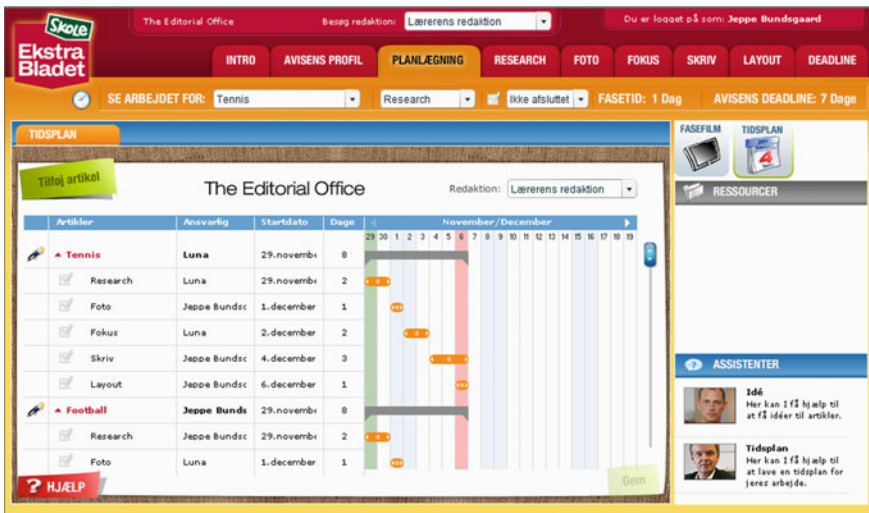 Skole
Ekstra
Bladet
The Editorial Office
Besøg redaktion:
Lærerens redaktion
Du er logget på som: Jeppe Bundsgaard
INTRO
AVISENS PROFIL
PLANLÆGNING
RESEARCH
FOTO
FOKUS
SKRIV
LAYOUT
DEADLINE
SE ARBEJDET FOR:
Tennis
Research
Ikke afsluttet
FASETID: 1 Dag
AVISENS DEADLINE: 7 Dage
TIDSPLAN
Tilføj artikel
The Editorial Office
Redaktion:
Lærerens redaktion
Artikler Ansvarlig Startdato Dage November/December
29 30 1 2 3 4 5 6 7 8 9 10 11 12 13 14 15 16 17 18 19
Tennis Luna 29.novembe 8
Research Luna 29.novembe 2
Foto Jeppe Bundsc 1.december 1
Fokus Luna 2.december 2
Skriv Jeppe Bundsc 4.december 3
Layout Jeppe Bundsc 6.december 1
Football Jeppe Bunds 29.novembe 8
Research Jeppe Bundsc 29.novembe 2
Foto Luna 1.december 1
? HJÆLP
Gem
FASEFILM
TIDSPLAN
4
RESSOURCER
ASSISTENTER
Idé
Her kan I få hjælp til
at få idéer til artikler.
Tidsplan
Her kan I få hjælp til
at lave en tidsplan for
jeres arbejde.